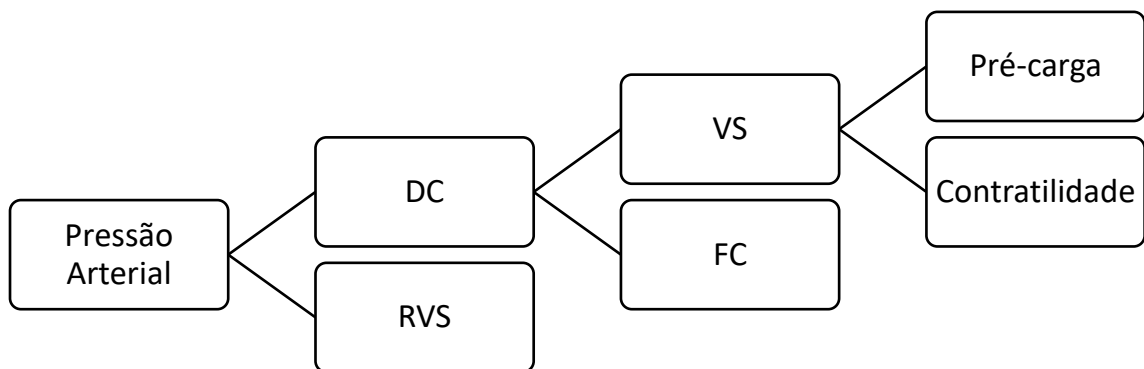 Pressão
Arterial
DC
RVS
VS
FC
Pré-carga
Contratilidade